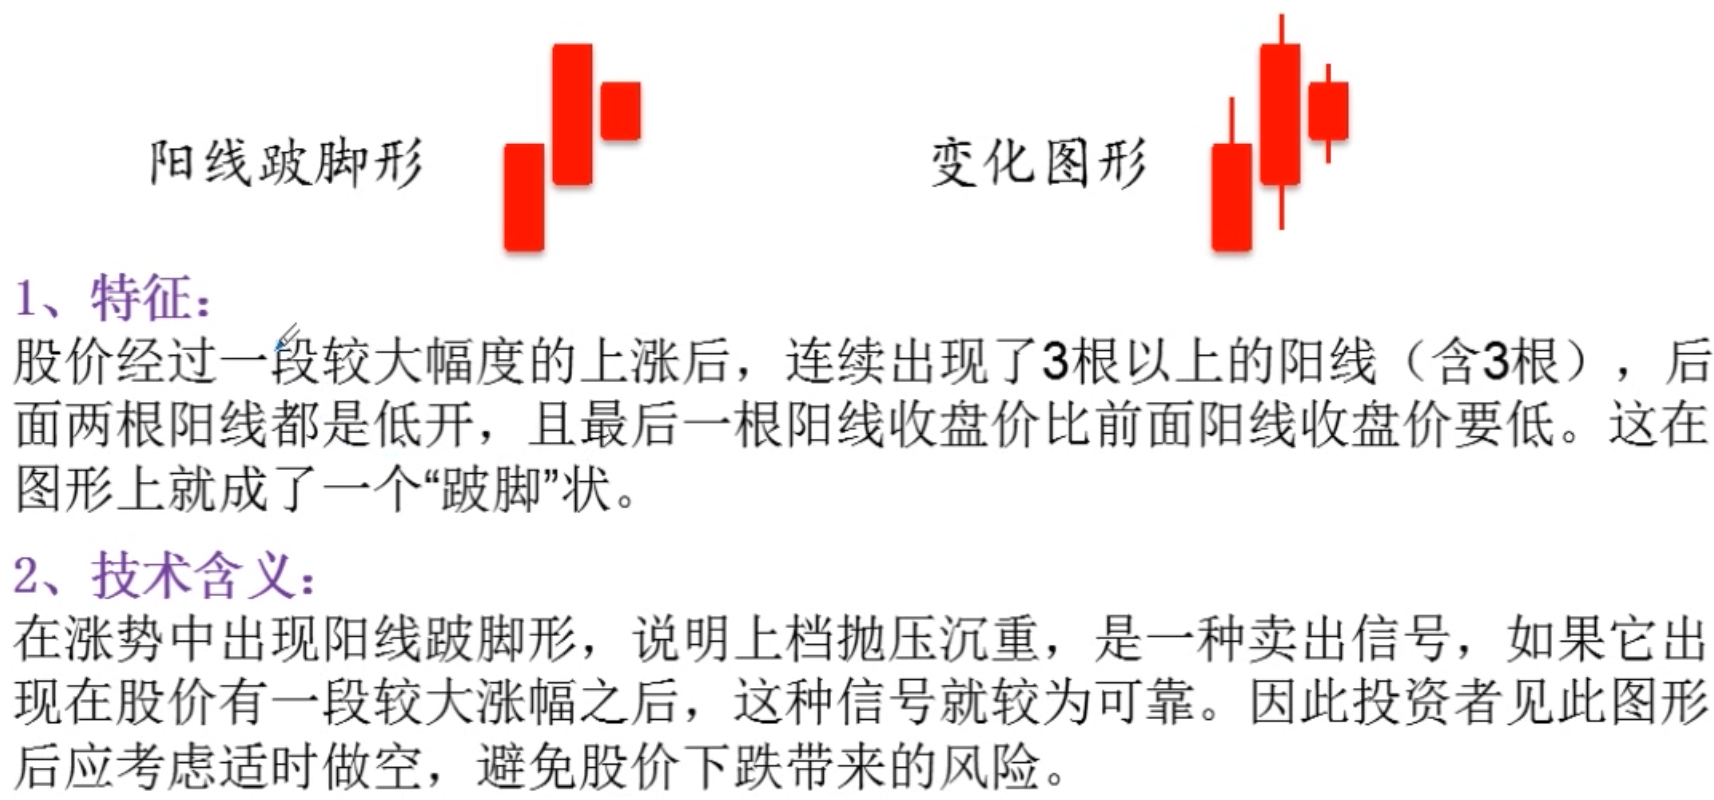 阳线跛脚形
变化图形
1、特征：
股价经过一段较大幅度的上涨后，连续出现了3根以上的阳线（含3根），后
面两根阳线都是低开，且最后一根阳线收盘价比前面阳线收盘价要低。这在
图形上就成了一个“跛脚”状。
2、技术含义：
在涨势中出现阳线跛脚形，说明上档抛压沉重，是一种卖出信号，如果它出
现在股价有一段较大涨幅之后，这种信号就较为可靠。因此投资者见此图形
后应考虑适时做空，避免股价下跌带来的风险。